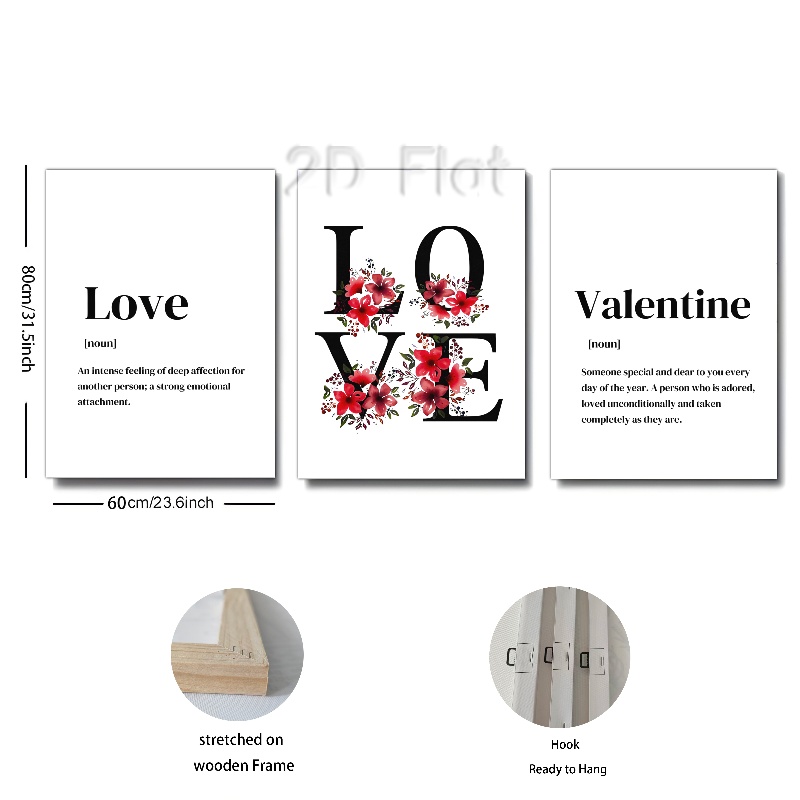 2D Flat
80cm/31.5inch
Love
[noun]
An intense feeling of deep affection for
another person; a strong emotional
attachment.
LO
VE
Valentine
[noun]
Someone special and dear to you every
day of the year. A person who is adored,
loved unconditionally and taken
completely as they are.
60cm/23.6inch
stretched on
wooden Frame
Hook
Ready to Hang